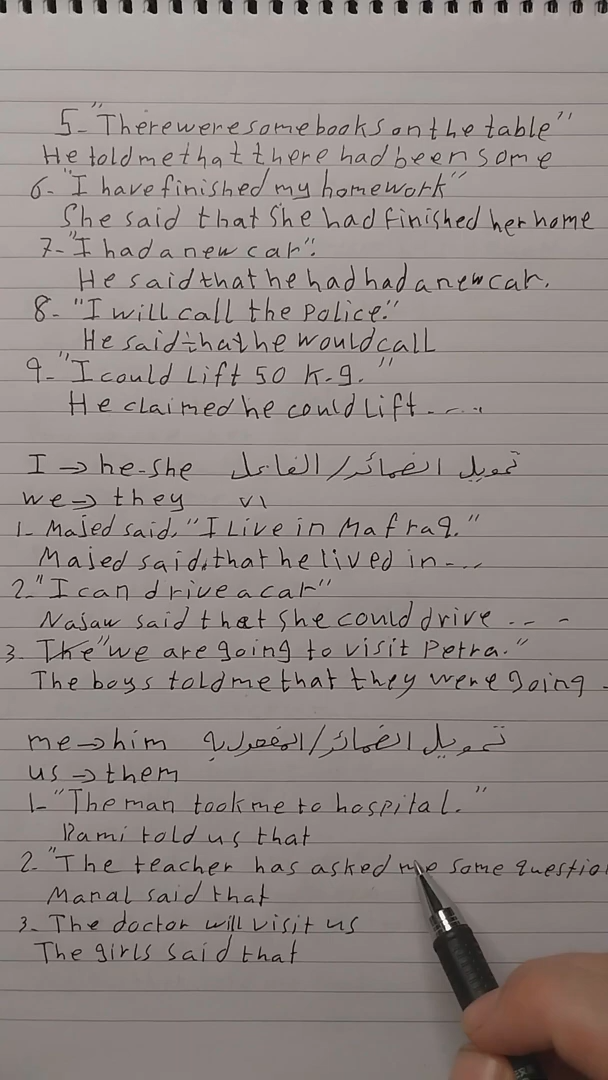 5- "There were some books on the table"
He told me that there had been some
6- "I have finished my homework"
She said that she had finished her home
7- "I had a new car".
He said that he had had a new car.
8- "I will call the police."
He said that he would call
9- "I could lift 50 K.g."
He claimed he could lift ....
I → he-she تحويل الضمائر / الفاعل
we → they
1- Majed said, "I live in Mafraq."
Majed said, that he lived in ...
2- "I can drive a car"
Najaw said that she could drive ...
3. The "we are going to visit Petra."
The boys told me that they were going -
me → him تحويل الضمائر / المفعول به
us → them
1- "The man took me to hospital."
Rami told us that
2. "The teacher has asked me some questio
Manal said that
3. The doctor will visit us
The girls said that